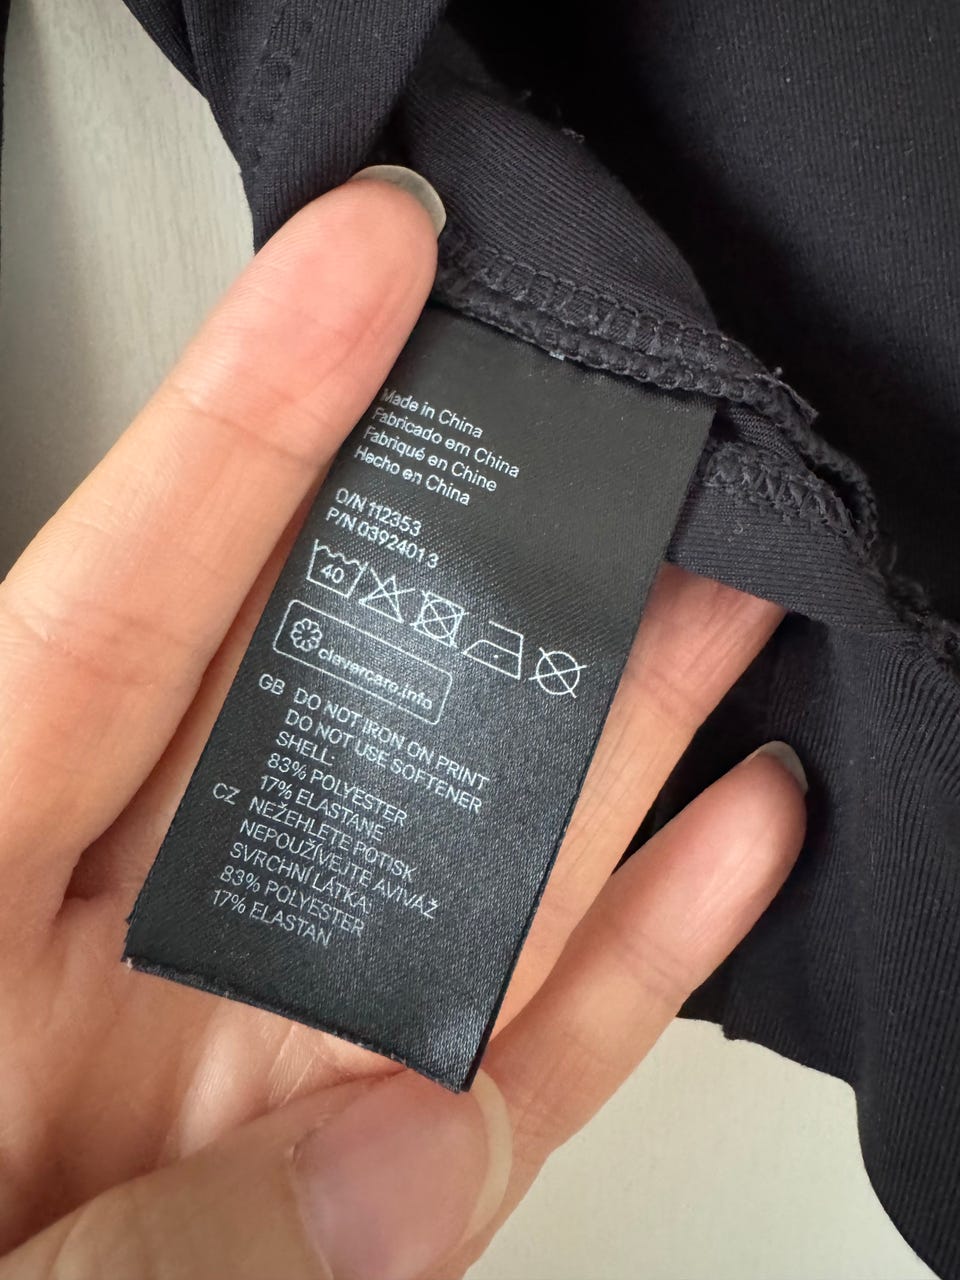 Made in China
Fabricado em China
Fabriqué en Chine
Hecho en China
O/N 112353
P/N 0392401 3
40
clevercare.info
GB DO NOT IRON ON PRINT
DO NOT USE SOFTENER
SHELL:
83% POLYESTER
17% ELASTANE
CZ NEŽEHLETE POTISK
NEPOUŽÍVEJTE AVIVÁŽ
SVRCHNÍ LÁTKA:
83% POLYESTER
17% ELASTAN